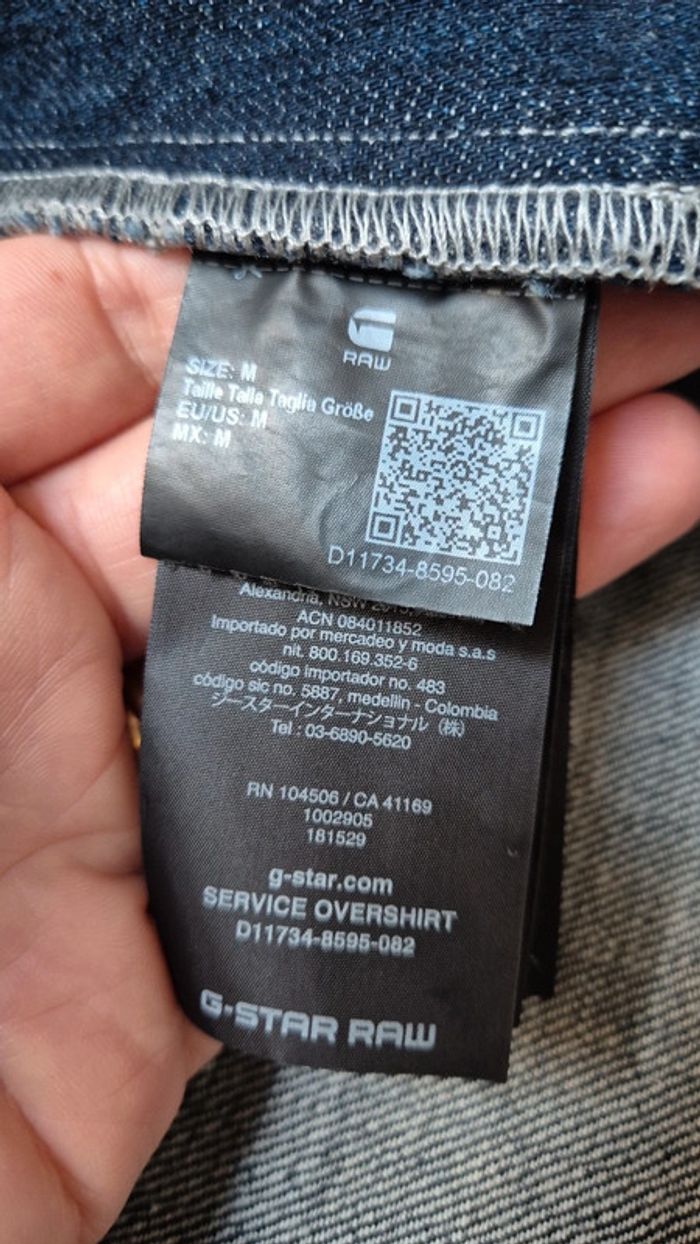 RAW
SIZE: M
Taille Talla Taglia Größe
EU/US: M
MX: M
D11734-8595-082
Alexandria, NSW 2015,
ACN 084011852
Importado por mercadeo y moda s.a.s
nit. 800.169.352-6
código importador no. 483
código sic no. 5887, medellin - Colombia
ジースターインターナショナル (株)
Tel : 03-6890-5620
RN 104506 / CA 41169
1002905
181529
g-star.com
SERVICE OVERSHIRT
D11734-8595-082
G-STAR RAW